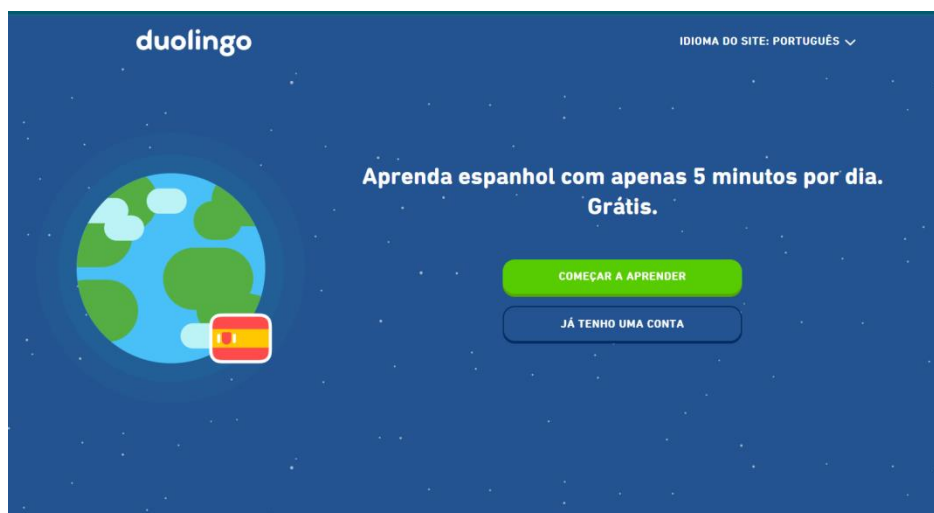 duolingo
IDIOMA DO SITE: PORTUGUÊS
Aprenda espanhol com apenas 5 minutos por dia.
Grátis.
COMEÇAR A APRENDER
JÁ TENHO UMA CONTA